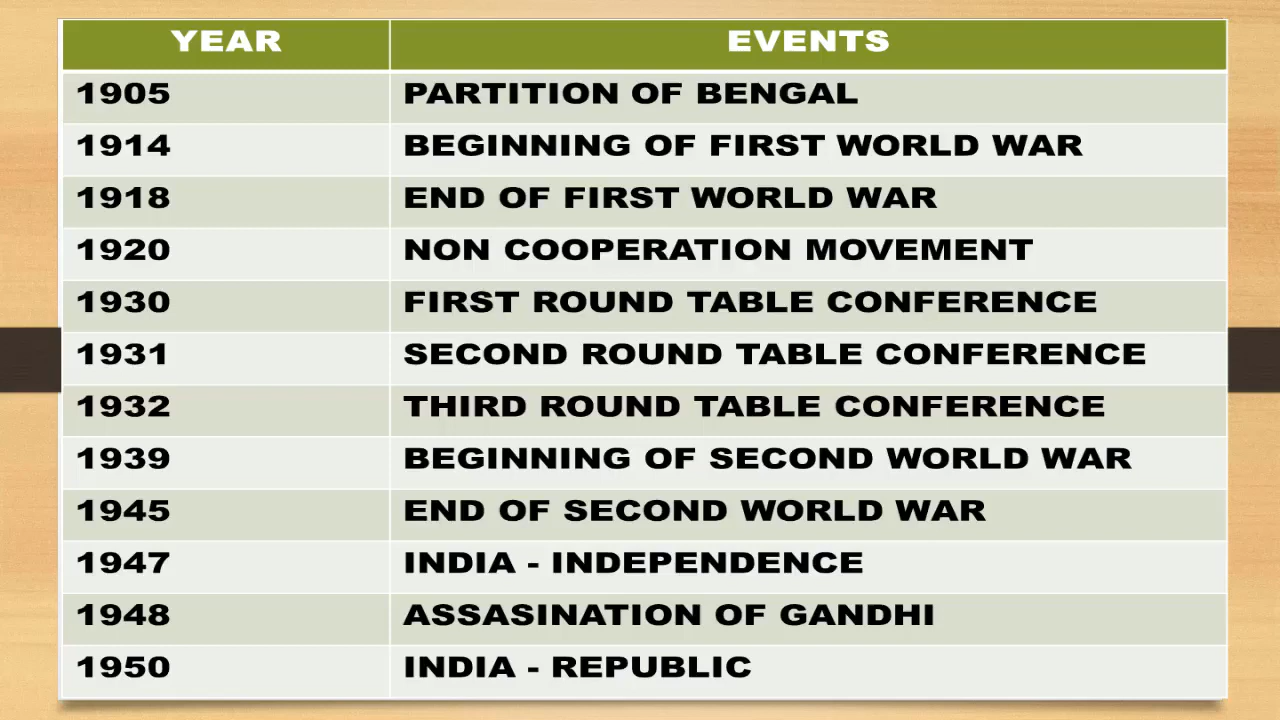 YEAR EVENTS
1905 PARTITION OF BENGAL
1914 BEGINNING OF FIRST WORLD WAR
1918 END OF FIRST WORLD WAR
1920 NON COOPERATION MOVEMENT
1930 FIRST ROUND TABLE CONFERENCE
1931 SECOND ROUND TABLE CONFERENCE
1932 THIRD ROUND TABLE CONFERENCE
1939 BEGINNING OF SECOND WORLD WAR
1945 END OF SECOND WORLD WAR
1947 INDIA - INDEPENDENCE
1948 ASSASINATION OF GANDHI
1950 INDIA - REPUBLIC